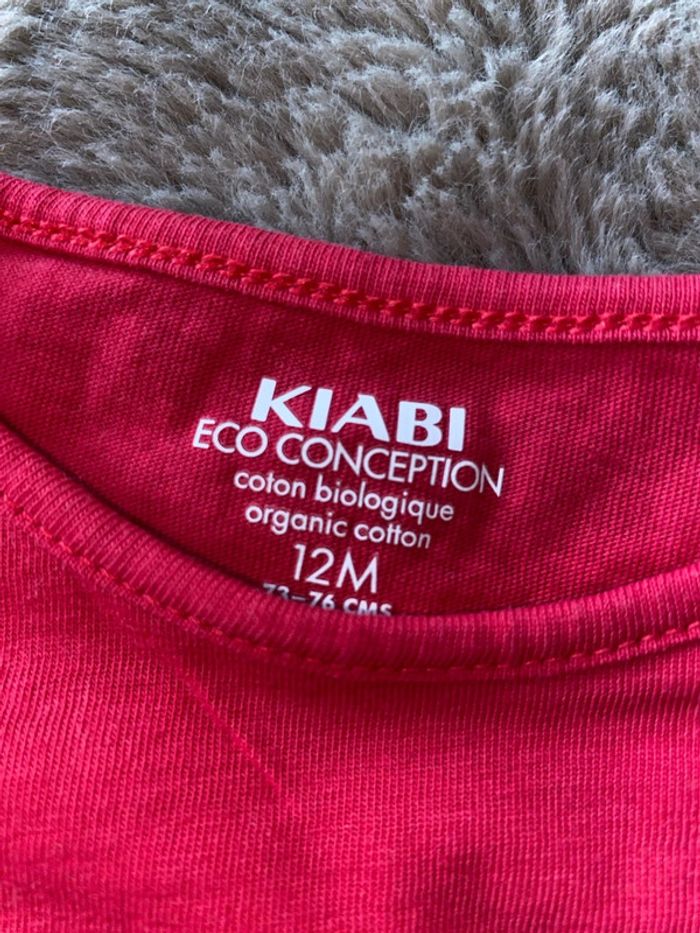 KIABI
ECO CONCEPTION
coton biologique
organic cotton
12M
73-76 CMS